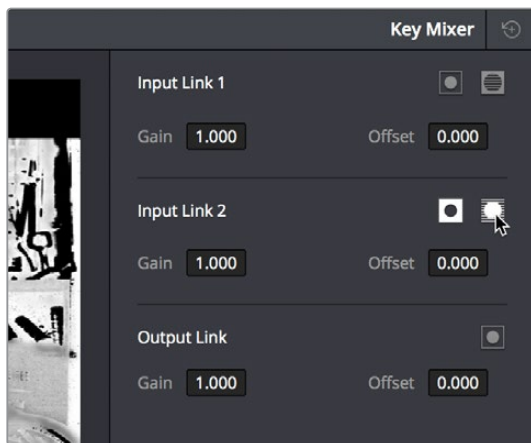 Key Mixer
Input Link 1
Gain 1.000 Offset 0.000
Input Link 2
Gain 1.000 Offset 0.000
Output Link
Gain 1.000 Offset 0.000